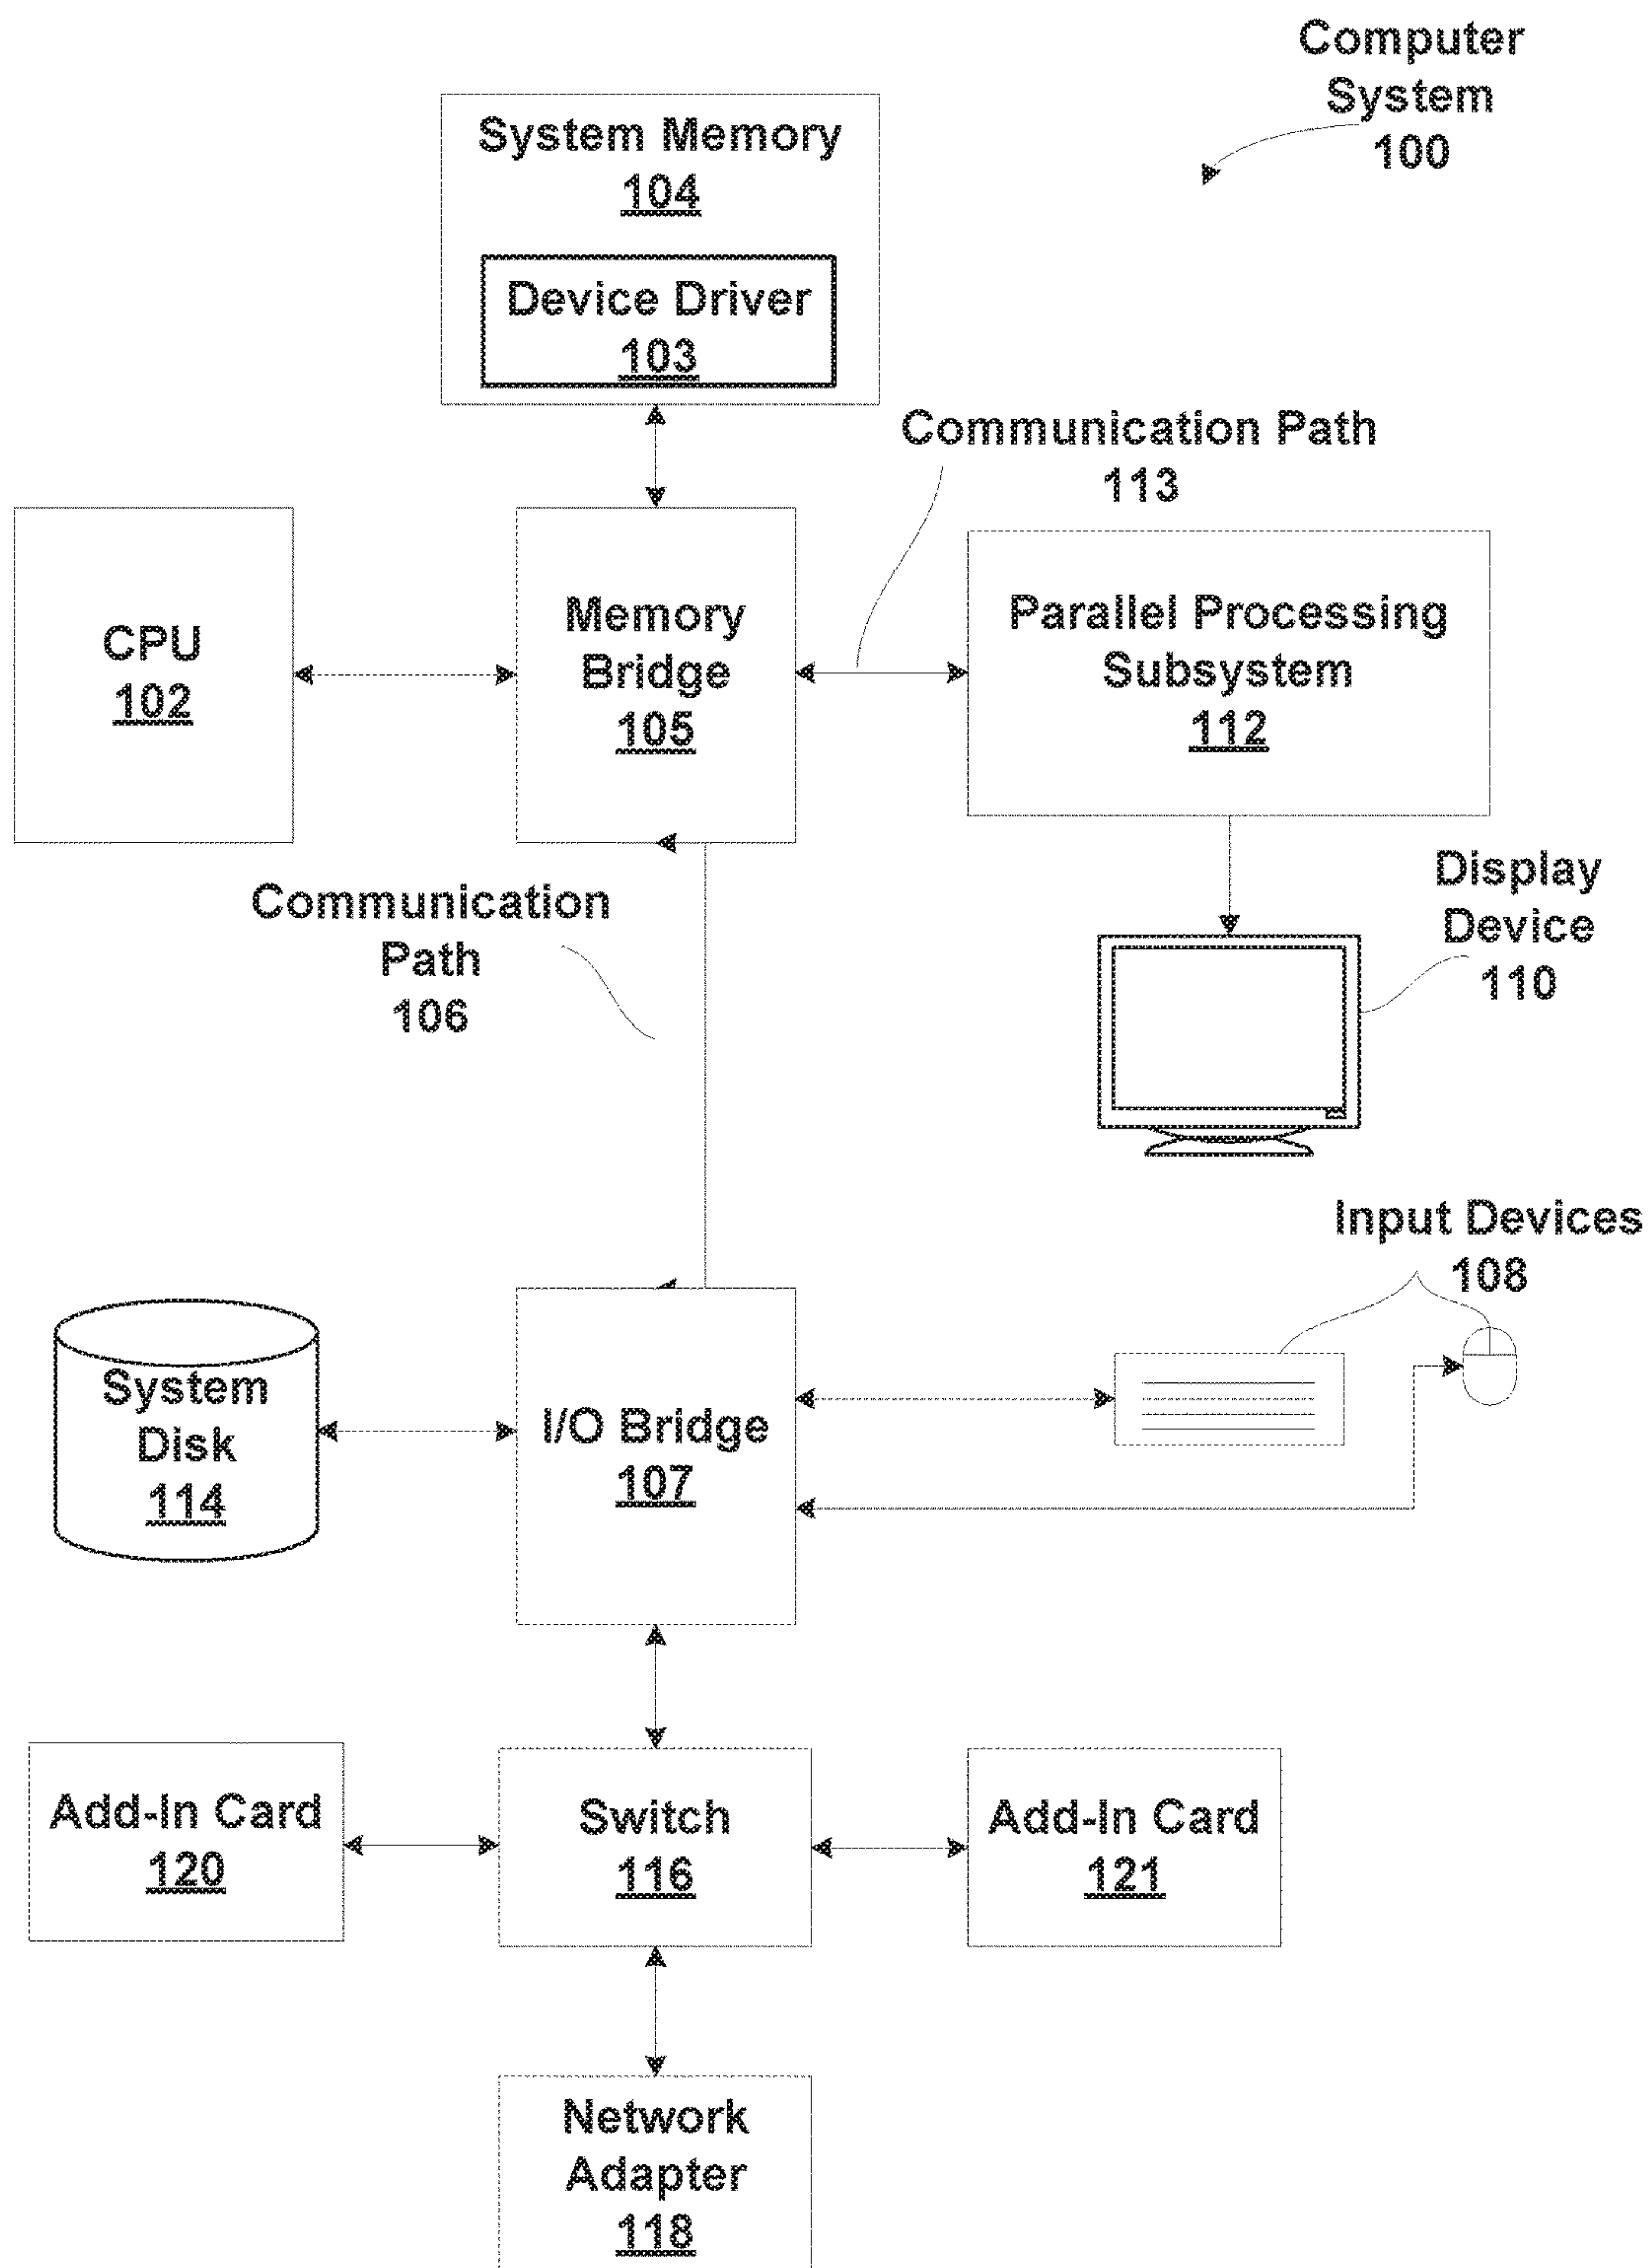 Computer
System
100
System Memory
104
Device Driver
103
Communication Path
113
CPU
102
Memory
Bridge
105
Parallel Processing
Subsystem
112
Communication
Path
106
Display
Device
110
Input Devices
108
System
Disk
114
I/O Bridge
107
Add-In Card
120
Switch
116
Add-In Card
121
Network
Adapter
118